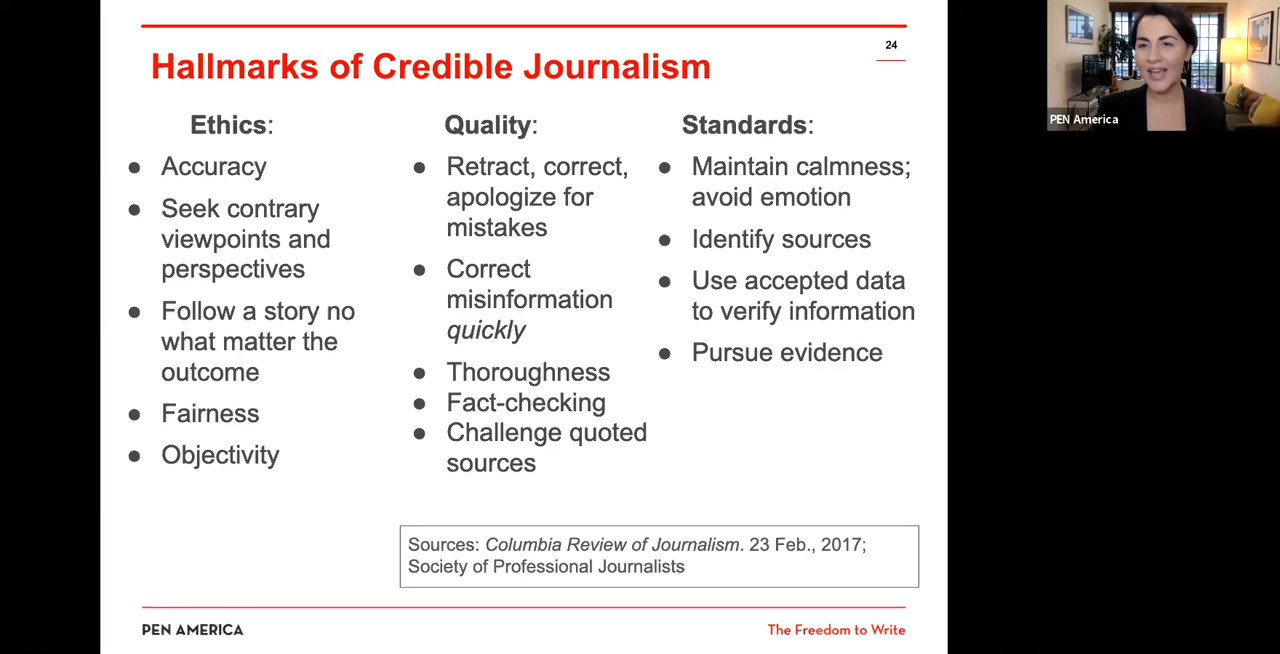 24
Hallmarks of Credible Journalism
Ethics:
● Accuracy
● Seek contrary
viewpoints and
perspectives
● Follow a story no
what matter the
outcome
● Fairness
● Objectivity
Quality:
● Retract, correct,
apologize for
mistakes
● Correct
misinformation
quickly
● Thoroughness
● Fact-checking
● Challenge quoted
sources
Standards:
● Maintain calmness;
avoid emotion
● Identify sources
● Use accepted data
to verify information
● Pursue evidence
Sources: Columbia Review of Journalism. 23 Feb., 2017;
Society of Professional Journalists
PEN AMERICA
The Freedom to Write
PEN America